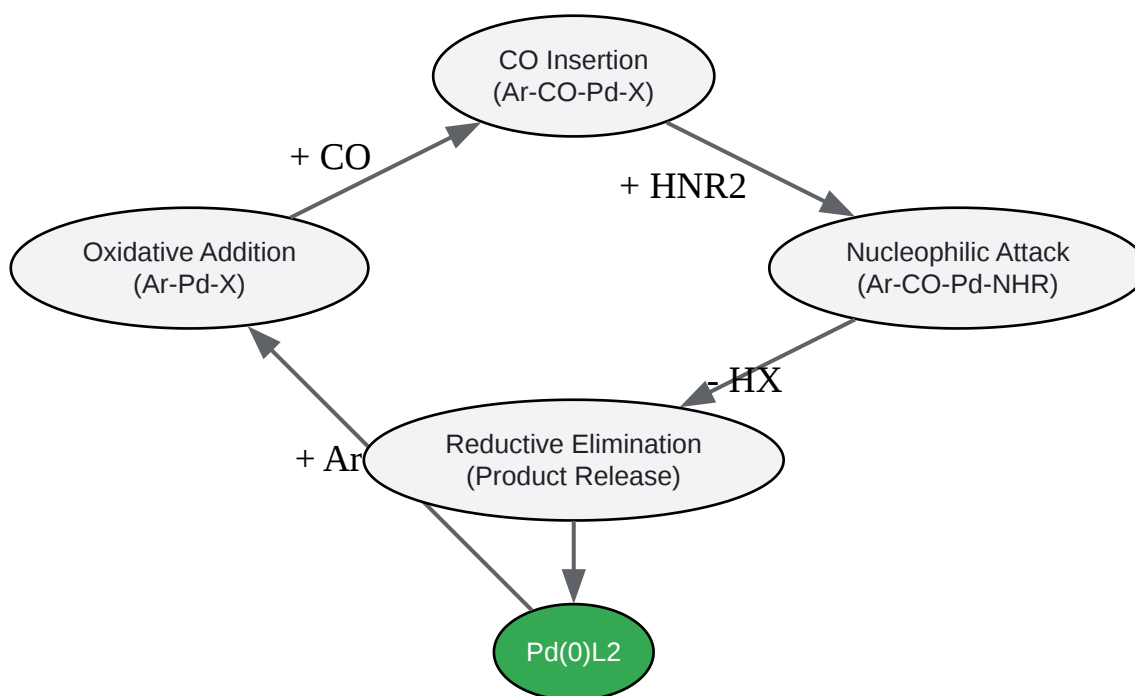 CO Insertion
(Ar-CO-Pd-X)
+ CO
+ HNR2
Oxidative Addition
(Ar-Pd-X)
Nucleophilic Attack
(Ar-CO-Pd-NHR)
- HX
Reductive Elimination
(Product Release)
+ Ar
Pd(0)L2